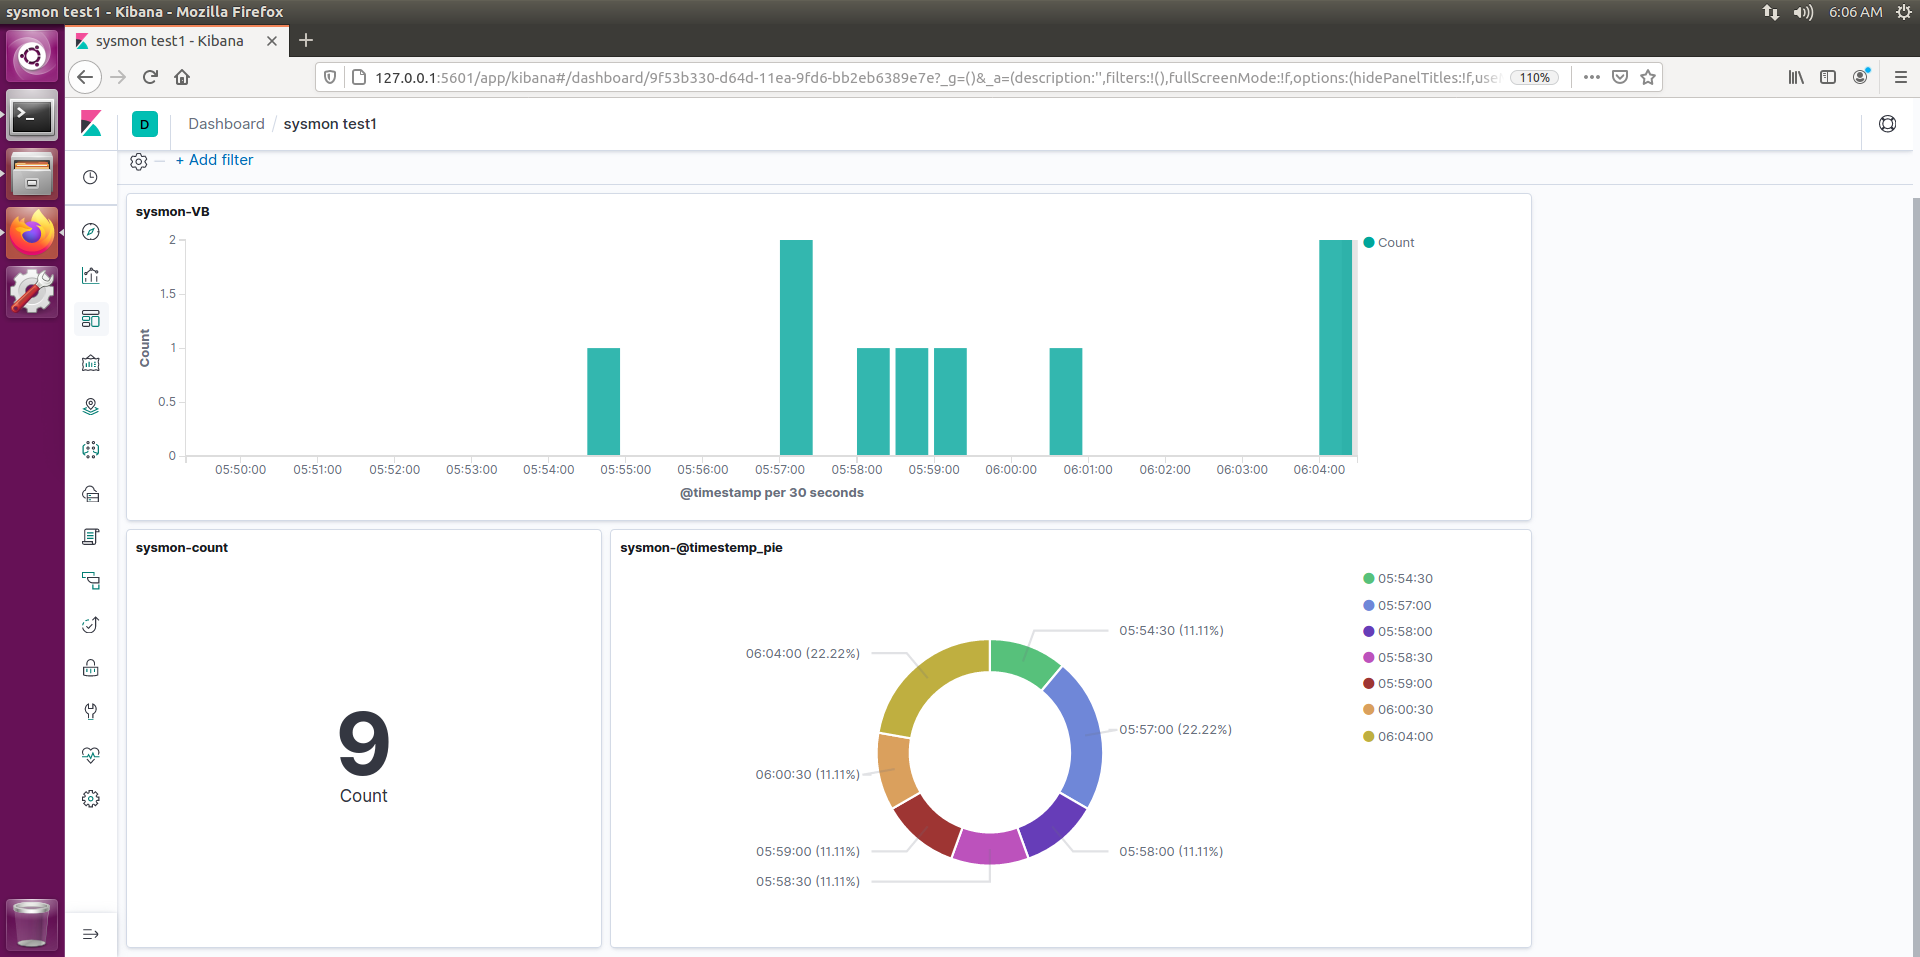 sysmon test1 - Kibana - Mozilla Firefox
6:06 AM
sysmon test1 - Kibana
127.0.0.1:5601/app/kibana#/dashboard/9f53b330-d64d-11ea-9fd6-bb2eb6389e7e?_g=()&_a=(description:'',filters:!(),fullScreenMode:!f,options:(hidePanelTitles:!f,useM
110%
D
Dashboard / sysmon test1
+ Add filter
sysmon-VB
2
1.5
1
0.5
0
Count
Count
05:50:00 05:51:00 05:52:00 05:53:00 05:54:00 05:55:00 05:56:00 05:57:00 05:58:00 05:59:00 06:00:00 06:01:00 06:02:00 06:03:00 06:04:00
@timestamp per 30 seconds
sysmon-count
9
Count
sysmon-@timestemp_pie
05:54:30 (11.11%)
06:04:00 (22.22%)
05:57:00 (22.22%)
06:00:30 (11.11%)
05:59:00 (11.11%)
05:58:00 (11.11%)
05:58:30 (11.11%)
05:54:30
05:57:00
05:58:00
05:58:30
05:59:00
06:00:30
06:04:00